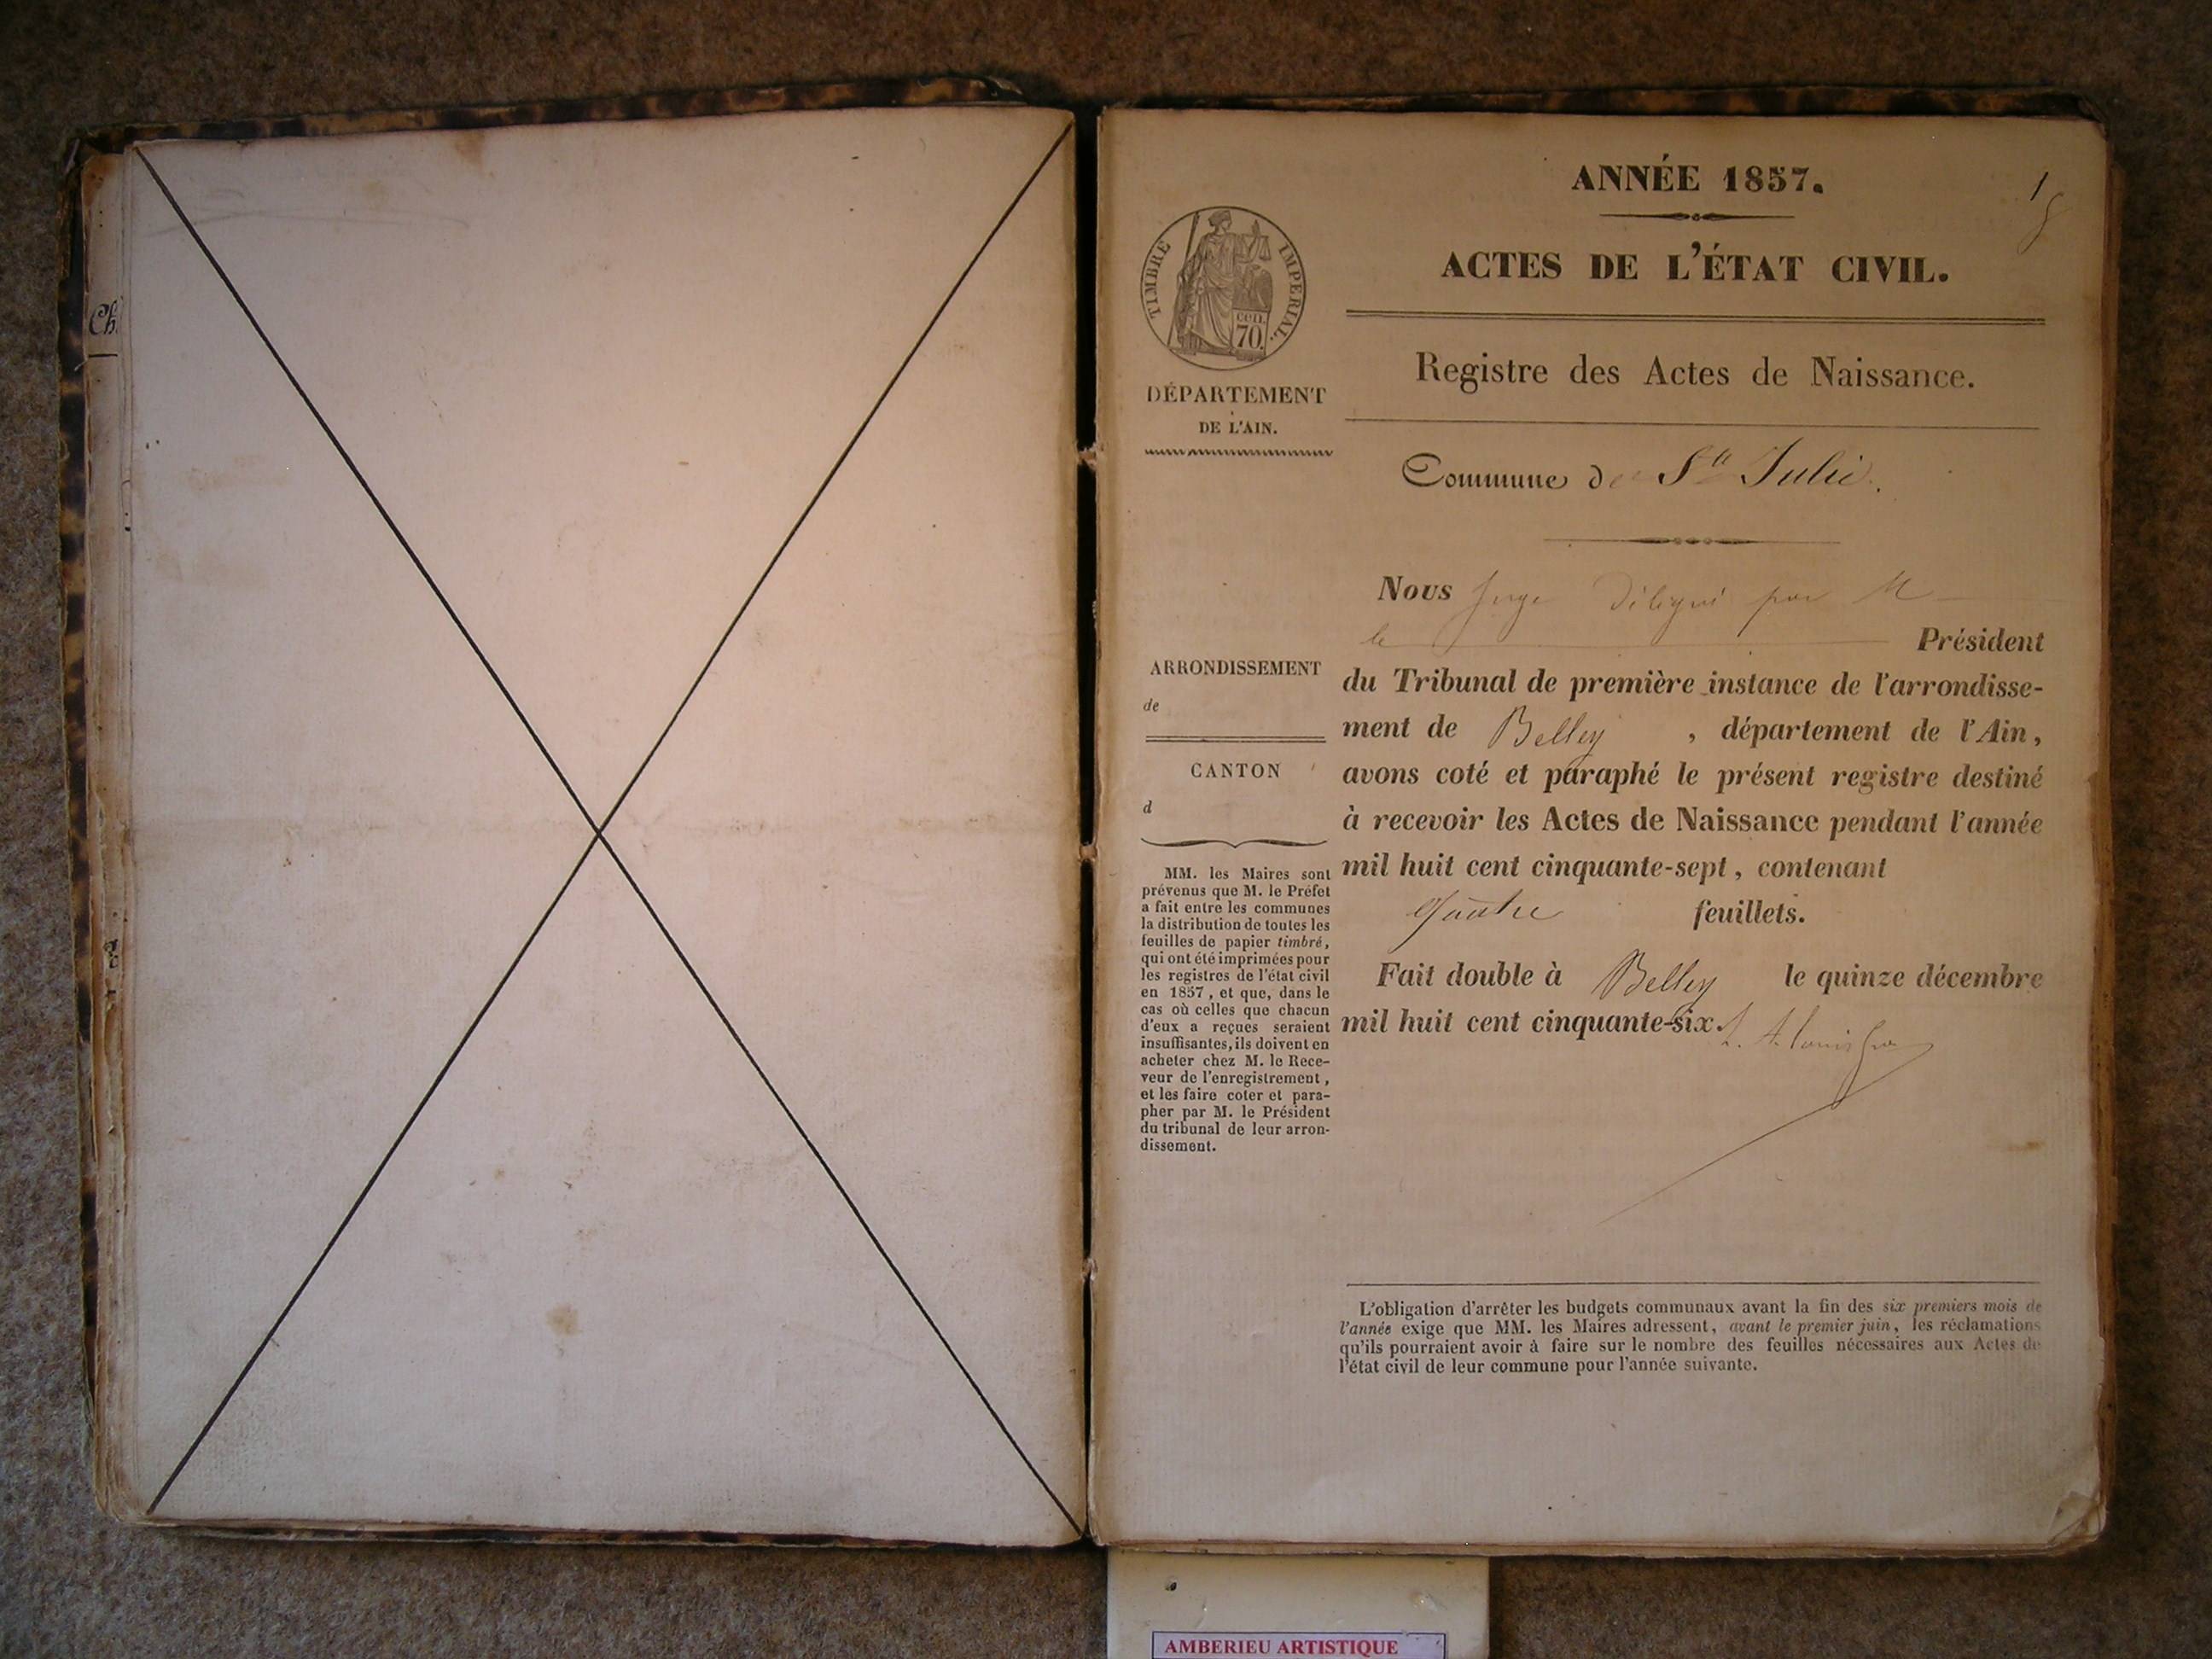 Ch
ANNÉE 1857.
1
ACTES DE L'ÉTAT CIVIL.
TIMBRE IMPERIAL.
cen.
70.
Registre des Actes de Naissance.
DÉPARTEMENT
DE L'AIN.
Commune de Ste Julie.
Nous Juge Délégué par M
le Président
du Tribunal de première instance de l'arrondisse-
ment de Belley, département de l'Ain,
avons coté et paraphé le présent registre destiné
à recevoir les Actes de Naissance pendant l'année
mil huit cent cinquante-sept, contenant
quatre feuillets.
Fait double à Belley le quinze décembre
mil huit cent cinquante-six.
ARRONDISSEMENT
de
CANTON
d
MM. les Maires sont
prévenus que M. le Préfet
a fait entre les communes
la distribution de toutes les
feuilles de papier timbré,
qui ont été imprimées pour
les registres de l'état civil
en 1857, et que, dans le
cas où celles que chacun
d'eux a reçues seraient
insuffisantes, ils doivent en
acheter chez M. le Rece-
veur de l'enregistrement,
et les faire coter et para-
pher par M. le Président
du tribunal de leur arron-
dissement.
L'obligation d'arrêter les budgets communaux avant la fin des six premiers mois de
l'année exige que MM. les Maires adressent, avant le premier juin, les réclamations
qu'ils pourraient avoir à faire sur le nombre des feuilles nécessaires aux Actes de
l'état civil de leur commune pour l'année suivante.
AMBERIEU ARTISTIQUE